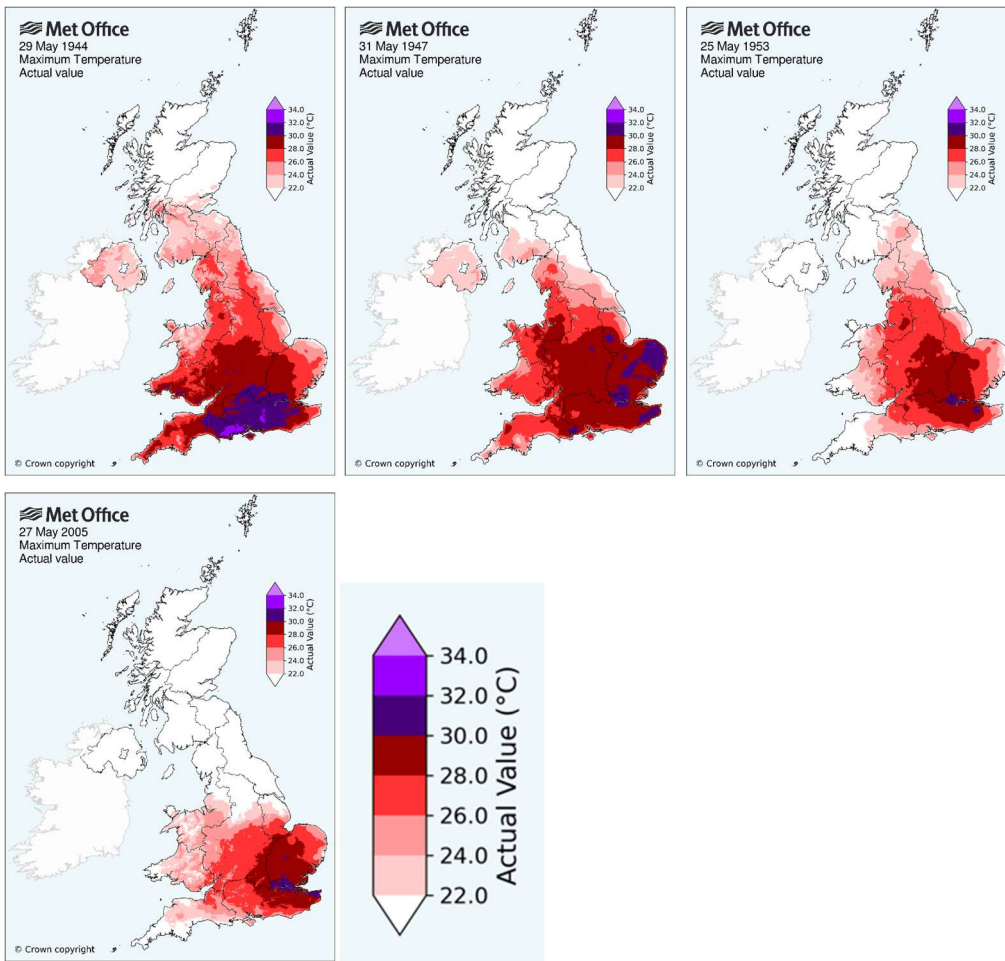 Met Office
29 May 1944
Maximum Temperature
Actual value
34.0
32.0
30.0
28.0
26.0
24.0
22.0
Actual Value (°C)
© Crown copyright
Met Office
31 May 1947
Maximum Temperature
Actual value
34.0
32.0
30.0
28.0
26.0
24.0
22.0
Actual Value (°C)
© Crown copyright
Met Office
25 May 1953
Maximum Temperature
Actual value
34.0
32.0
30.0
28.0
26.0
24.0
22.0
Actual Value (°C)
© Crown copyright
Met Office
27 May 2005
Maximum Temperature
Actual value
34.0
32.0
30.0
28.0
26.0
24.0
22.0
Actual Value (°C)
© Crown copyright
34.0
32.0
30.0
28.0
26.0
24.0
22.0
Actual Value (°C)